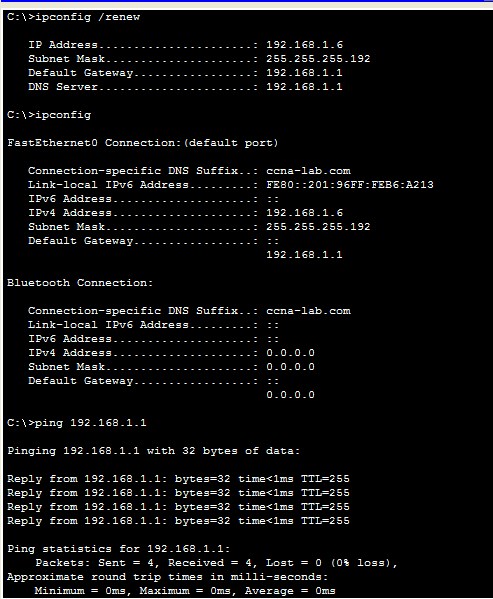 C:\>ipconfig /renew
IP Address......................: 192.168.1.6
Subnet Mask.....................: 255.255.255.192
Default Gateway.................: 192.168.1.1
DNS Server......................: 192.168.1.1
C:\>ipconfig
FastEthernet0 Connection:(default port)
Connection-specific DNS Suffix..: ccna-lab.com
Link-local IPv6 Address.........: FE80::201:96FF:FEB6:A213
IPv6 Address....................: ::
IPv4 Address....................: 192.168.1.6
Subnet Mask.....................: 255.255.255.192
Default Gateway.................: ::
192.168.1.1
Bluetooth Connection:
Connection-specific DNS Suffix..: ccna-lab.com
Link-local IPv6 Address.........: ::
IPv6 Address....................: ::
IPv4 Address....................: 0.0.0.0
Subnet Mask.....................: 0.0.0.0
Default Gateway.................: ::
0.0.0.0
C:\>ping 192.168.1.1
Pinging 192.168.1.1 with 32 bytes of data:
Reply from 192.168.1.1: bytes=32 time<1ms TTL=255
Reply from 192.168.1.1: bytes=32 time<1ms TTL=255
Reply from 192.168.1.1: bytes=32 time<1ms TTL=255
Reply from 192.168.1.1: bytes=32 time<1ms TTL=255
Ping statistics for 192.168.1.1:
Packets: Sent = 4, Received = 4, Lost = 0 (0% loss),
Approximate round trip times in milli-seconds:
Minimum = 0ms, Maximum = 0ms, Average = 0ms